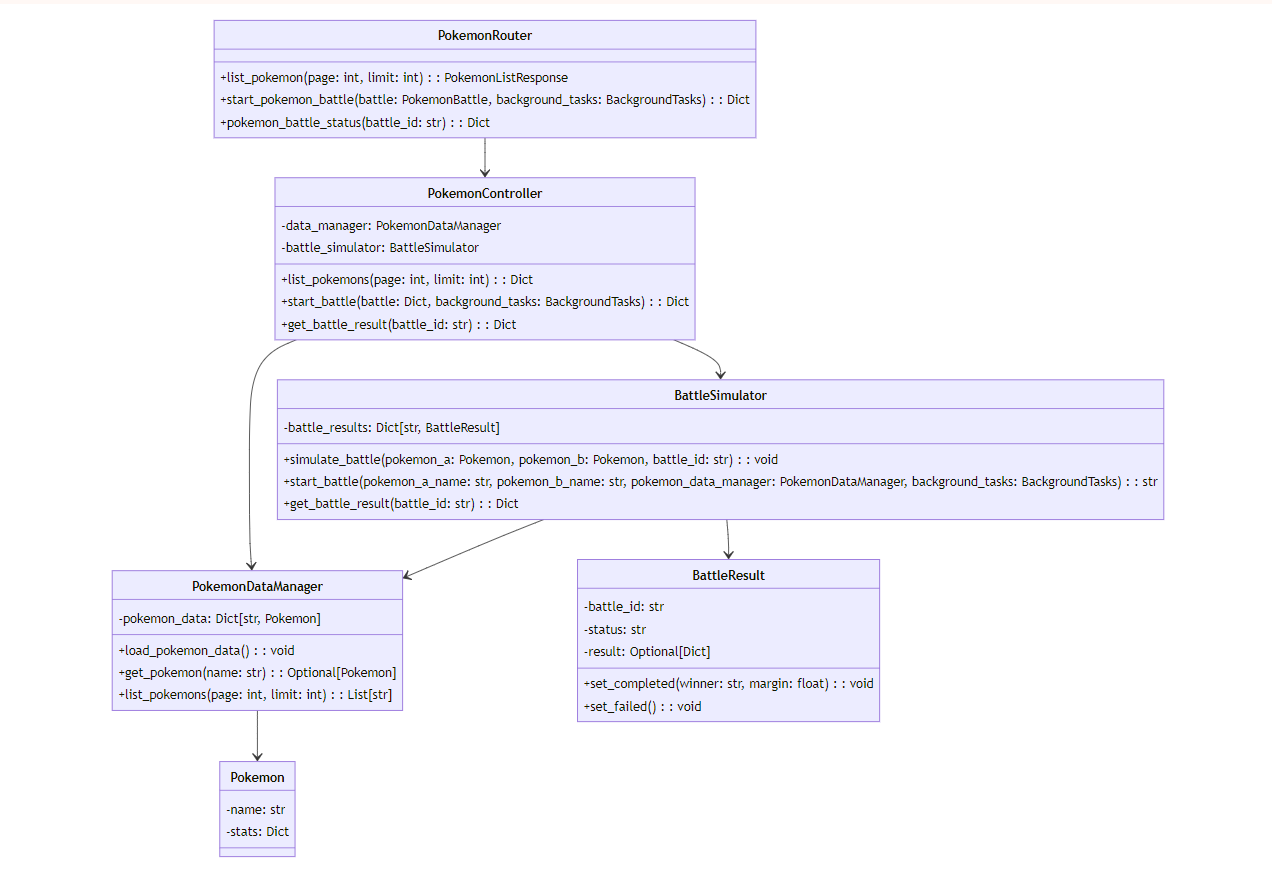 PokemonRouter
+list_pokemon(page: int, limit: int) : : PokemonListResponse
+start_pokemon_battle(battle: PokemonBattle, background_tasks: BackgroundTasks) : : Dict
+pokemon_battle_status(battle_id: str) : : Dict
PokemonController
-data_manager: PokemonDataManager
-battle_simulator: BattleSimulator
+list_pokemons(page: int, limit: int) : : Dict
+start_battle(battle: Dict, background_tasks: BackgroundTasks) : : Dict
+get_battle_result(battle_id: str) : : Dict
BattleSimulator
-battle_results: Dict[str, BattleResult]
+simulate_battle(pokemon_a: Pokemon, pokemon_b: Pokemon, battle_id: str) : : void
+start_battle(pokemon_a_name: str, pokemon_b_name: str, pokemon_data_manager: PokemonDataManager, background_tasks: BackgroundTasks) : : str
+get_battle_result(battle_id: str) : : Dict
PokemonDataManager
-pokemon_data: Dict[str, Pokemon]
+load_pokemon_data() : : void
+get_pokemon(name: str) : : Optional[Pokemon]
+list_pokemons(page: int, limit: int) : : List[str]
BattleResult
-battle_id: str
-status: str
-result: Optional[Dict]
+set_completed(winner: str, margin: float) : : void
+set_failed() : : void
Pokemon
-name: str
-stats: Dict